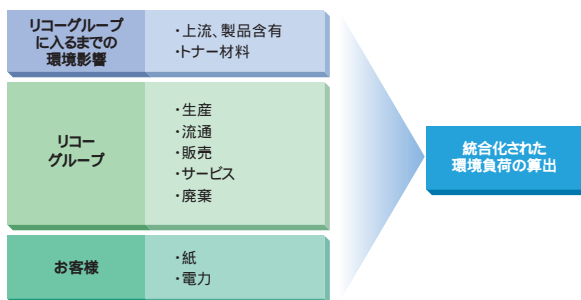 リコーグループ
に入るまでの
環境影響
・上流、製品含有
・トナー材料
リコー
グループ
・生産
・流通
・販売
・サービス
・廃棄
お客様
・紙
・電力
統合化された
環境負荷の算出